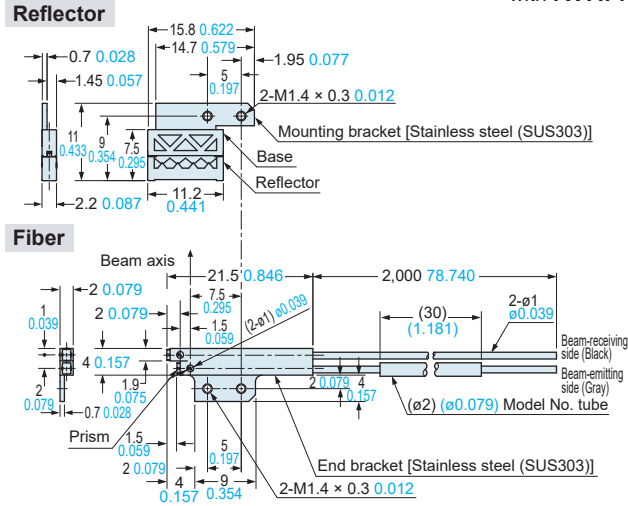 Reflector
15.8 0.622
14.7 0.579
0.7 0.028
1.45 0.057
5
0.197
1.95 0.077
2-M1.4 × 0.3 0.012
Mounting bracket [Stainless steel (SUS303)]
11
0.433
9
0.354
7.5
0.295
Base
Reflector
2.2 0.087
11.2
0.441
Fiber
Beam axis
21.5 0.846
2,000 78.740
2 0.079
2 0.079
7.5
0.295
(2-ø1) ø0.039
1.5
0.059
(30)
(1.181)
2-ø1
ø0.039
1
0.039
Beam-receiving
side (Black)
4 0.157
Beam-emitting
side (Gray)
1.9
0.075
2 0.079
4
0.157
2
0.079
0.7 0.028
(ø2) (ø0.079) Model No. tube
Prism
1.5
0.059
5
0.197
2 0.079
End bracket [Stainless steel (SUS303)]
4
0.157
9
0.354
2-M1.4 × 0.3 0.012